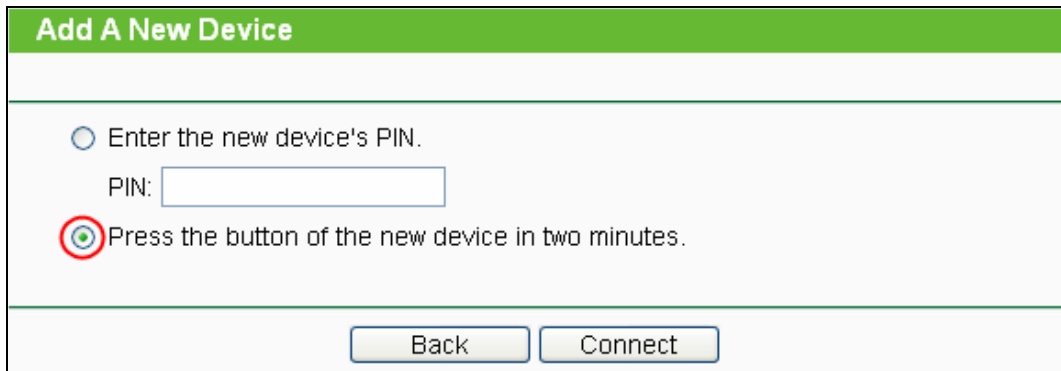 Add A New Device
Enter the new device's PIN.
PIN:
Press the button of the new device in two minutes.
Back Connect